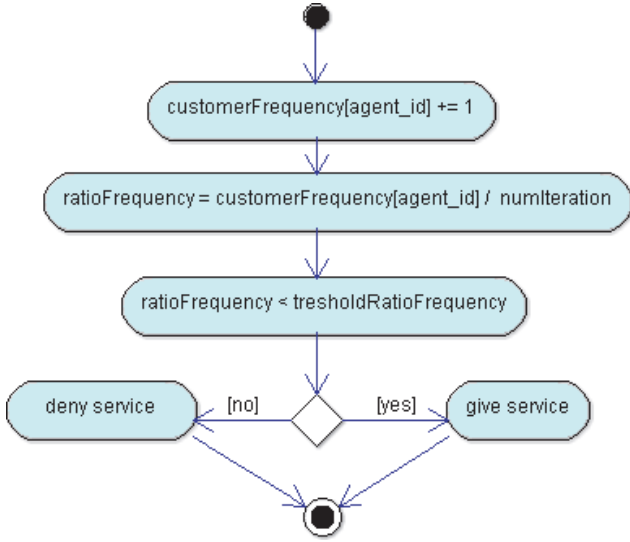 customerFrequency[agent_id] += 1
ratioFrequency = customerFrequency[agent_id] / numIteration
ratioFrequency < tresholdRatioFrequency
deny service
[no]
[yes]
give service